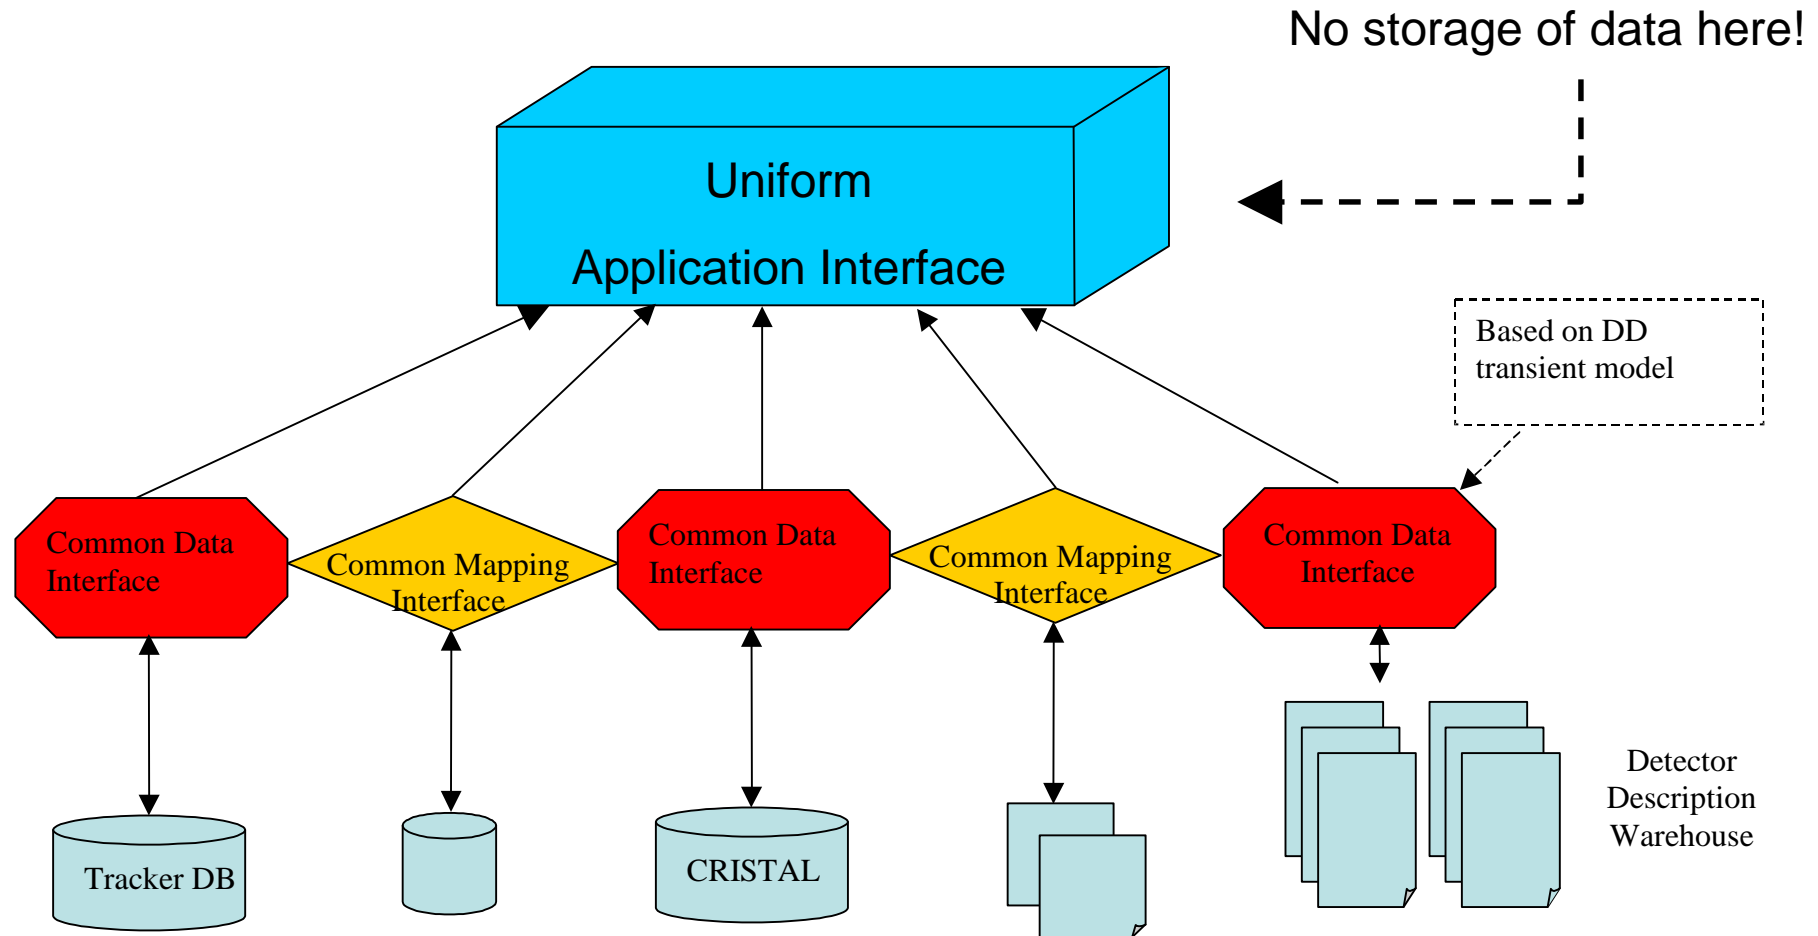 No storage of data here!
Uniform
Application Interface
Based on DD
transient model
Common Data
Interface
Common Mapping
Interface
Common Data
Interface
Common Mapping
Interface
Common Data
Interface
Tracker DB
CRISTAL
Detector
Description
Warehouse